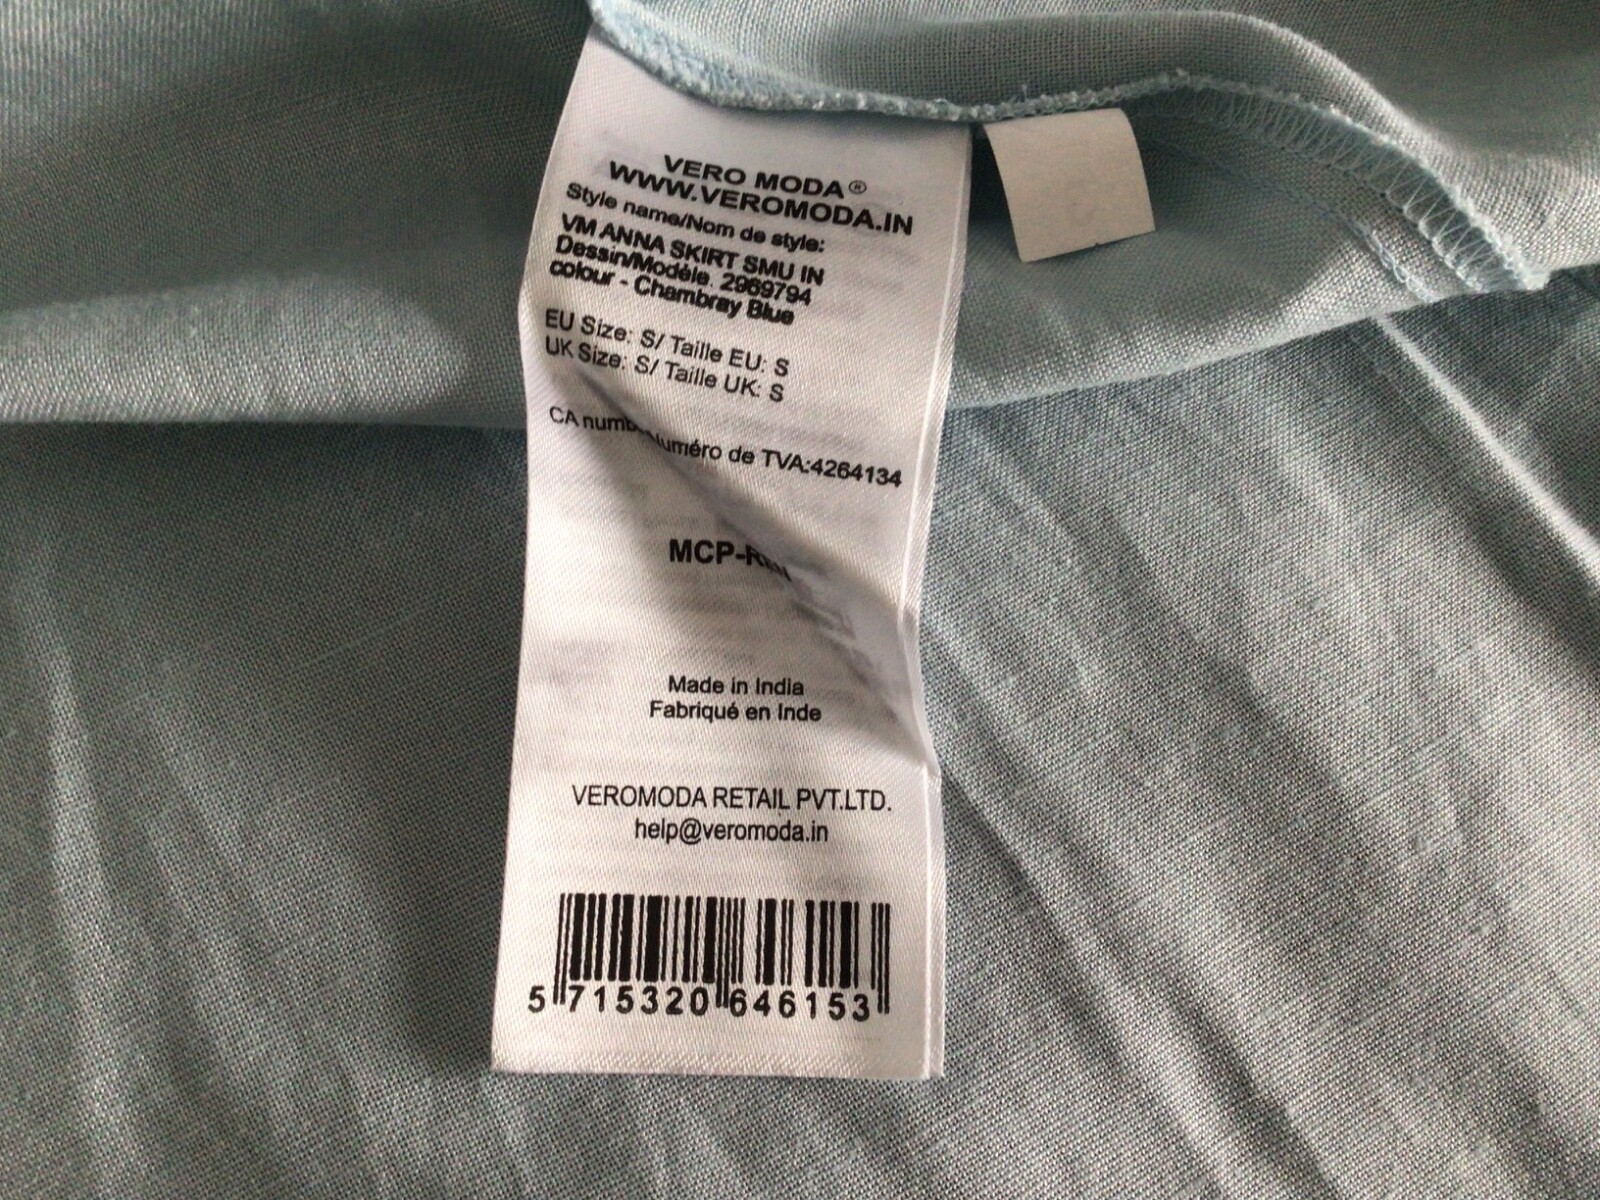 VERO MODA®
WWW.VEROMODA.IN
Style name/Nom de style:
VM ANNA SKIRT SMU IN
Dessin/Modéle. 2969794
colour - Chambray Blue
EU Size: S/ Taille EU: S
UK Size: S/ Taille UK: S
CA de TVA:4264134
Made in India
Fabriqué en Inde
VEROMODA RETAIL PVT.LTD.
help@veromoda.in
5 715320 646153